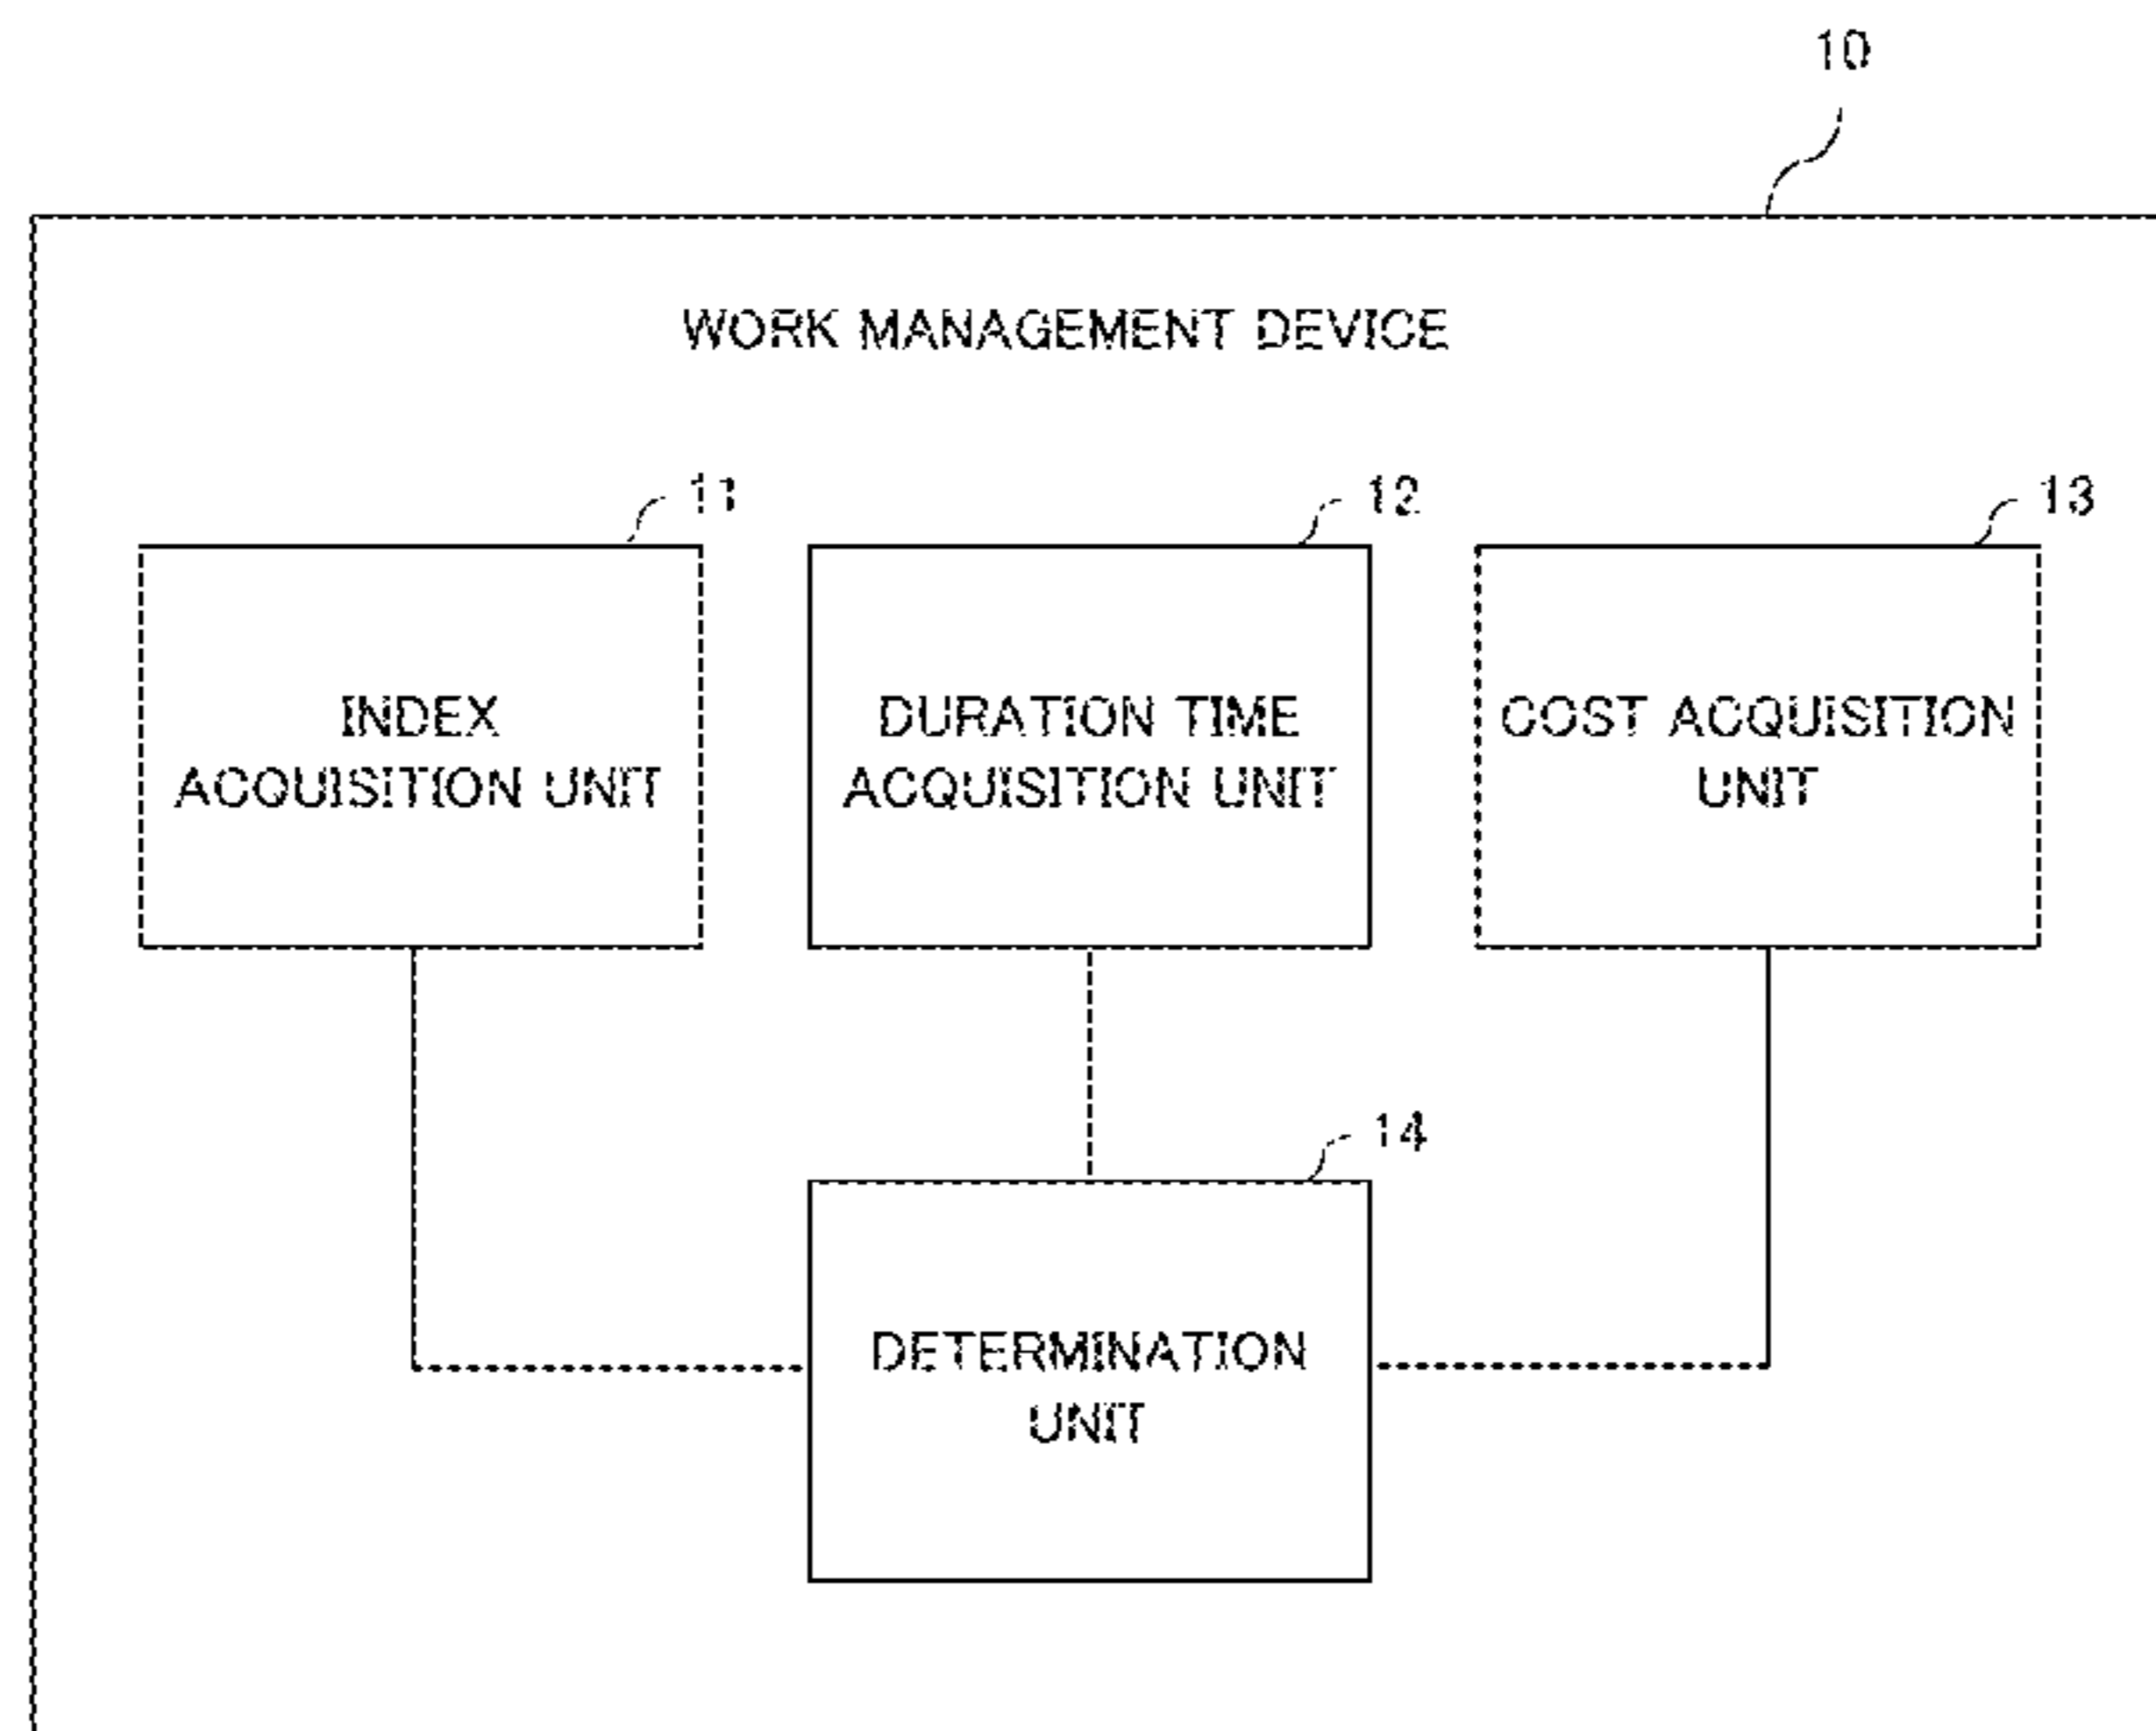 10
WORK MANAGEMENT DEVICE
11
12
13
INDEX
ACQUISITION UNIT
DURATION TIME
ACQUISITION UNIT
COST ACQUISITION
UNIT
14
DETERMINATION
UNIT